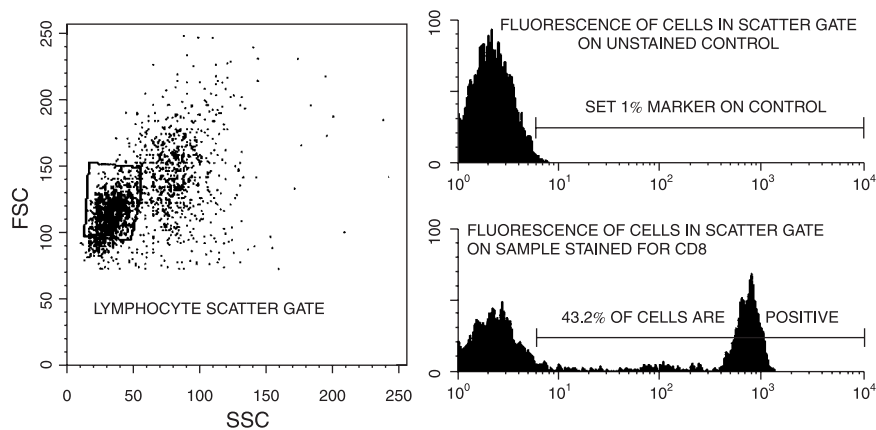 250
200
150
100
50
0
FSC
LYMPHOCYTE SCATTER GATE
0 50 100 150 200 250
SSC
100
0
FLUORESCENCE OF CELLS IN SCATTER GATE
ON UNSTAINED CONTROL
SET 1% MARKER ON CONTROL
10⁰ 10¹ 10² 10³ 10⁴
100
0
FLUORESCENCE OF CELLS IN SCATTER GATE
ON SAMPLE STAINED FOR CD8
43.2% OF CELLS ARE POSITIVE
10⁰ 10¹ 10² 10³ 10⁴